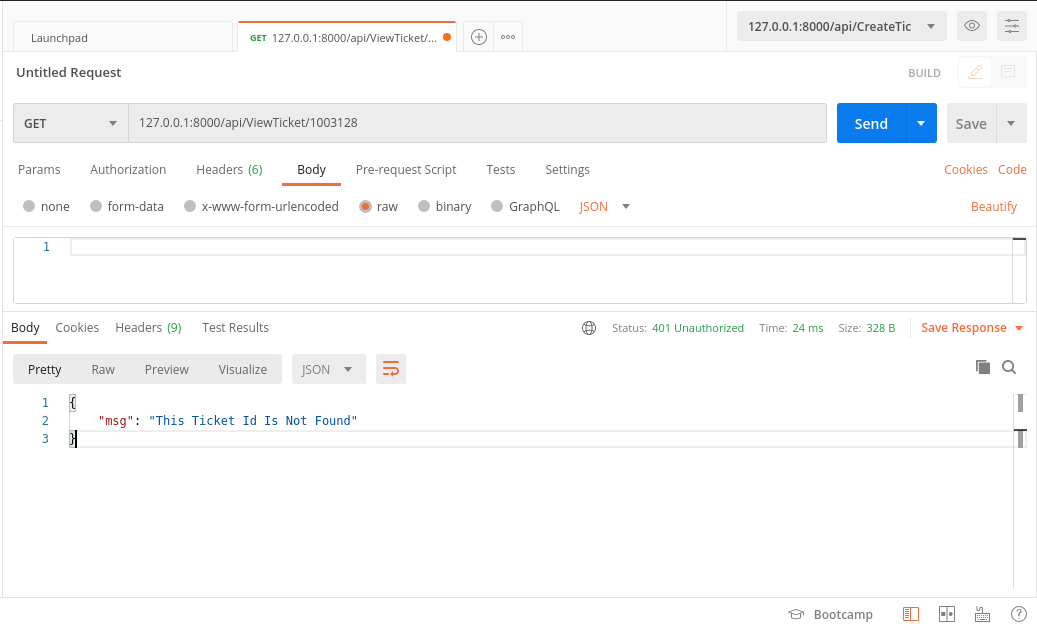 Launchpad
GET 127.0.0.1:8000/api/ViewTicket/...
127.0.0.1:8000/api/CreateTic
Untitled Request
BUILD
GET
127.0.0.1:8000/api/ViewTicket/1003128
Send
Save
Params Authorization Headers (6) Body Pre-request Script Tests Settings Cookies Code
none form-data x-www-form-urlencoded raw binary GraphQL JSON Beautify
1
Body Cookies Headers (9) Test Results Status: 401 Unauthorized Time: 24 ms Size: 328 B Save Response
Pretty Raw Preview Visualize JSON
1 {
2 "msg": "This Ticket Id Is Not Found"
3 }
Bootcamp